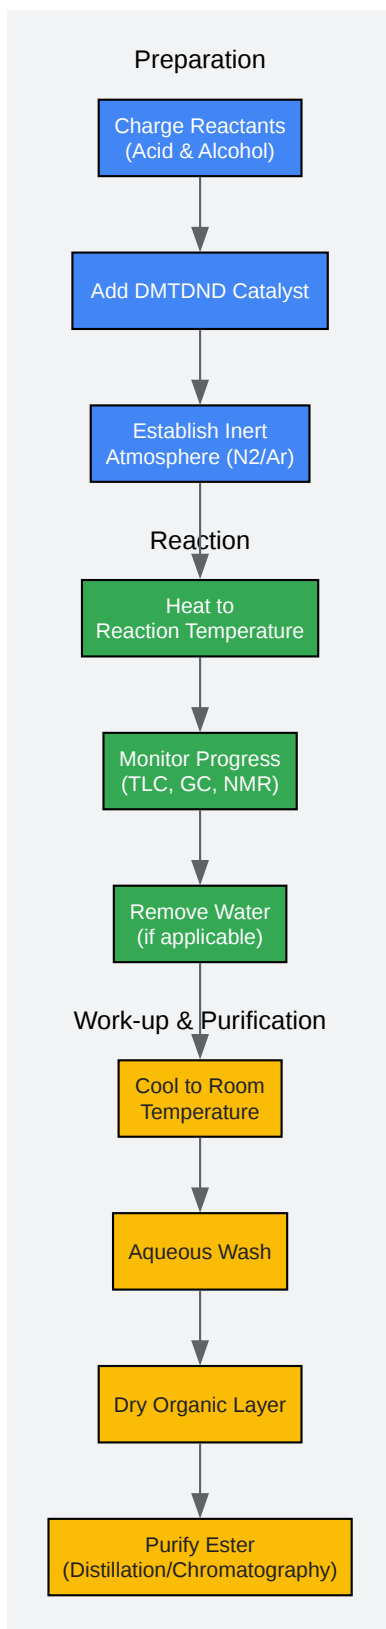 Preparation
Charge Reactants
(Acid & Alcohol)
Add DMTDND Catalyst
Establish Inert
Atmosphere (N2/Ar)
Reaction
Heat to
Reaction Temperature
Monitor Progress
(TLC, GC, NMR)
Remove Water
(if applicable)
Work-up & Purification
Cool to Room
Temperature
Aqueous Wash
Dry Organic Layer
Purify Ester
(Distillation/Chromatography)